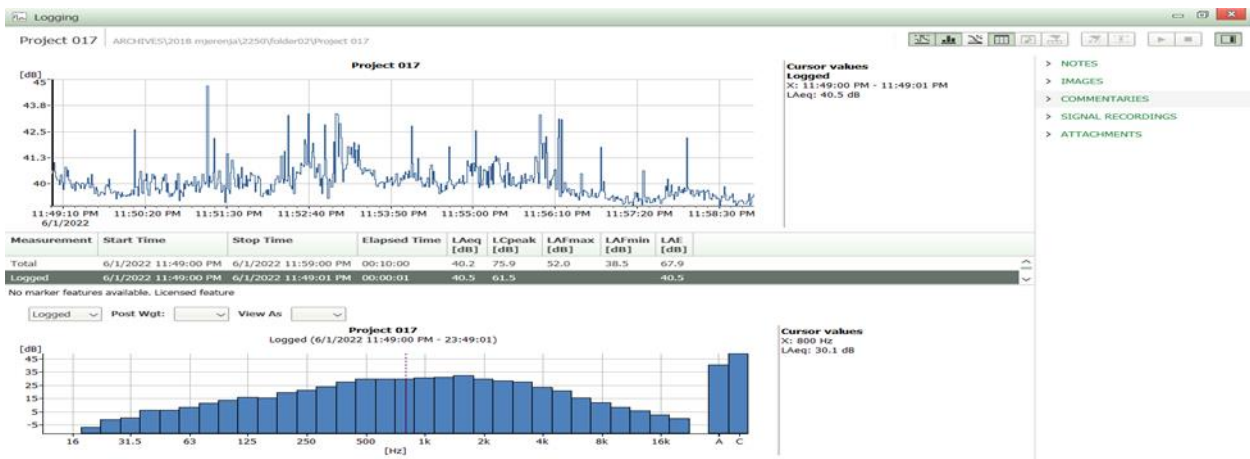 Logging
Project 017 ARCHIVES\2018 mjerenja\2250\folder02\Project 017
Project 017
[dB]
45
43.8
42.5
41.3
40
11:49:10 PM 11:50:20 PM 11:51:30 PM 11:52:40 PM 11:53:50 PM 11:55:00 PM 11:56:10 PM 11:57:20 PM 11:58:30 PM
6/1/2022
Cursor values
Logged
X: 11:49:00 PM - 11:49:01 PM
LAeq: 40.5 dB
> NOTES
> IMAGES
> COMMENTARIES
> SIGNAL RECORDINGS
> ATTACHMENTS
Measurement Start Time Stop Time Elapsed Time LAeq [dB] LCpeak [dB] LAFmax [dB] LAFmin [dB] LAE [dB]
Total 6/1/2022 11:49:00 PM 6/1/2022 11:59:00 PM 00:10:00 40.2 75.9 52.0 38.5 67.9
Logged 6/1/2022 11:49:00 PM 6/1/2022 11:49:01 PM 00:00:01 40.5 61.5 40.5
No marker features available. Licensed feature
Logged Post Wgt: View As
Project 017
Logged (6/1/2022 11:49:00 PM - 23:49:01)
[dB]
45
35
25
15
5
-5
16 31.5 63 125 250 500 1k 2k 4k 8k 16k A C
[Hz]
Cursor values
X: 800 Hz
LAeq: 30.1 dB